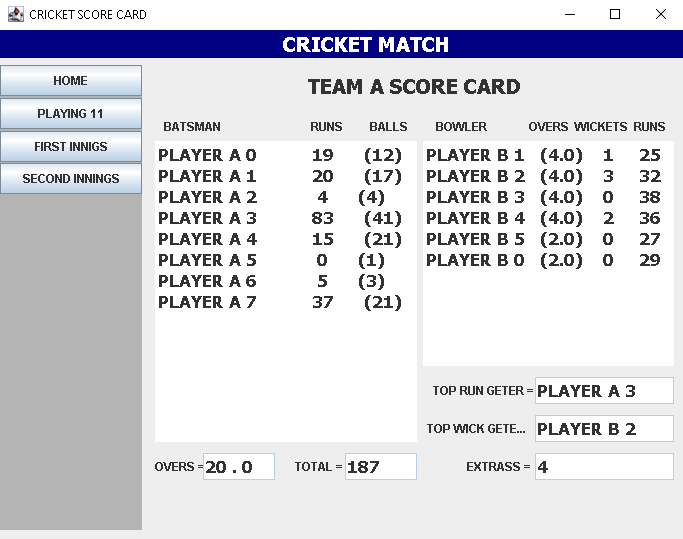 CRICKET SCORE CARD
CRICKET MATCH
HOME
PLAYING 11
FIRST INNIGS
SECOND INNINGS
TEAM A SCORE CARD
BATSMAN RUNS BALLS
PLAYER A 0 19 (12)
PLAYER A 1 20 (17)
PLAYER A 2 4 (4)
PLAYER A 3 83 (41)
PLAYER A 4 15 (21)
PLAYER A 5 0 (1)
PLAYER A 6 5 (3)
PLAYER A 7 37 (21)
BOWLER OVERS WICKETS RUNS
PLAYER B 1 (4.0) 1 25
PLAYER B 2 (4.0) 3 32
PLAYER B 3 (4.0) 0 38
PLAYER B 4 (4.0) 2 36
PLAYER B 5 (2.0) 0 27
PLAYER B 0 (2.0) 0 29
TOP RUN GETER = PLAYER A 3
TOP WICK GETE... PLAYER B 2
OVERS = 20 . 0 TOTAL = 187 EXTRASS = 4